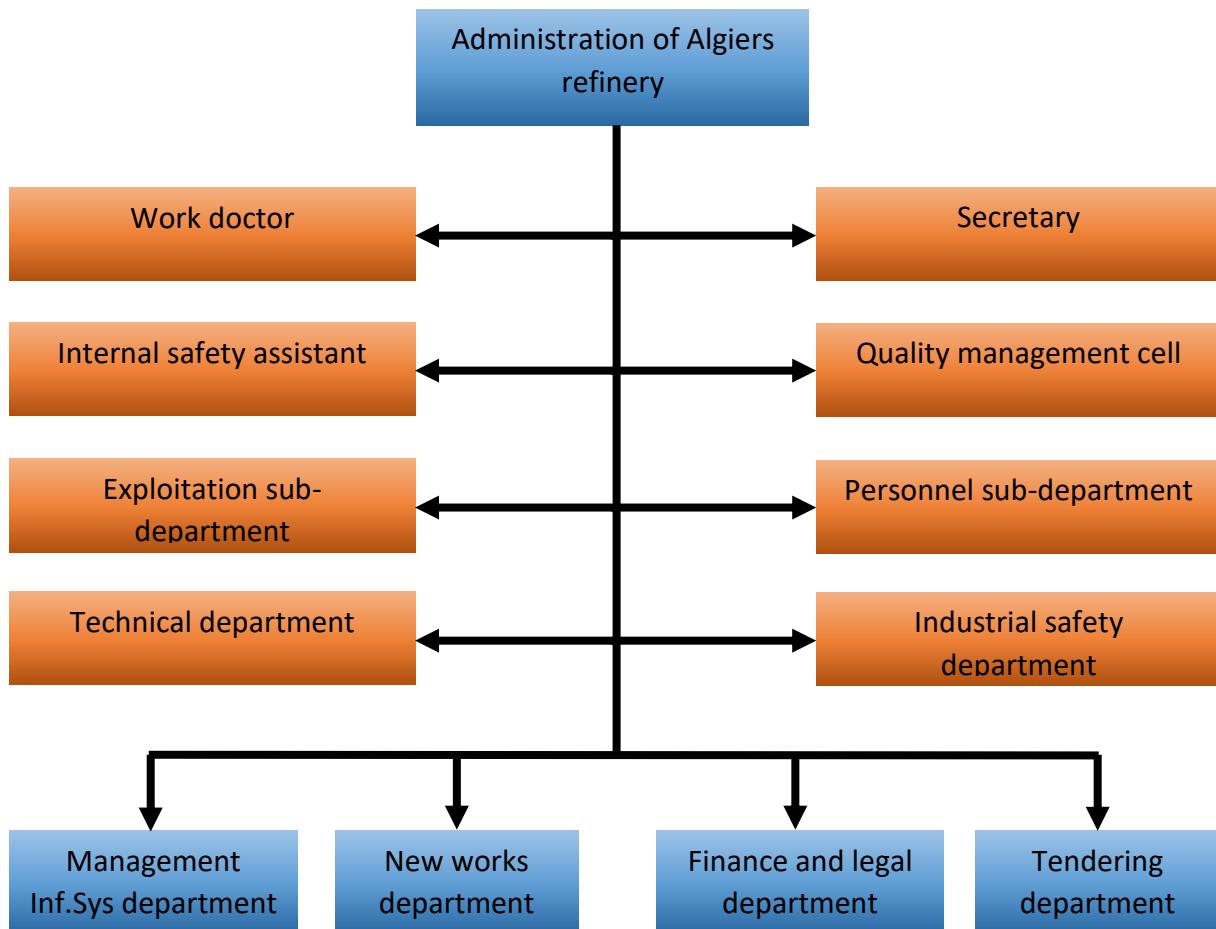 Administration of Algiers
refinery
Work doctor
Secretary
Internal safety assistant
Quality management cell
Exploitation sub-
department
Personnel sub-department
Technical department
Industrial safety
department
Management
Inf.Sys department
New works
department
Finance and legal
department
Tendering
department